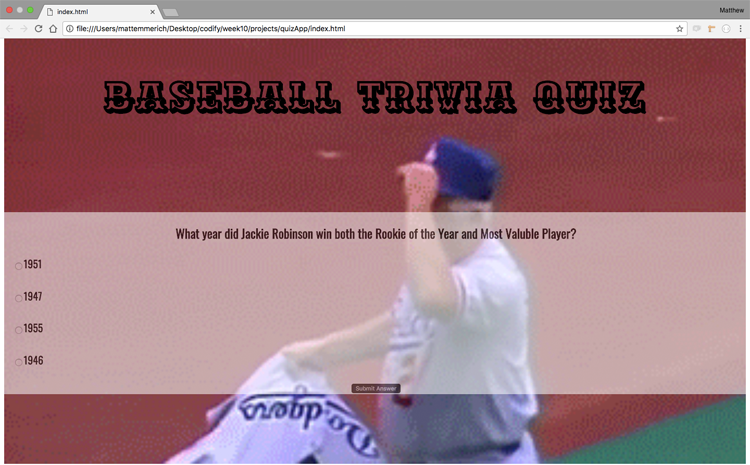 index.html
Matthew
file:///Users/mattemmerich/Desktop/codify/week10/projects/quizApp/index.html
BASEBALL TRIVIA QUIZ
What year did Jackie Robinson win both the Rookie of the Year and Most Valuble Player?
1951
1947
1955
1946
Submit Answer
Dodgers